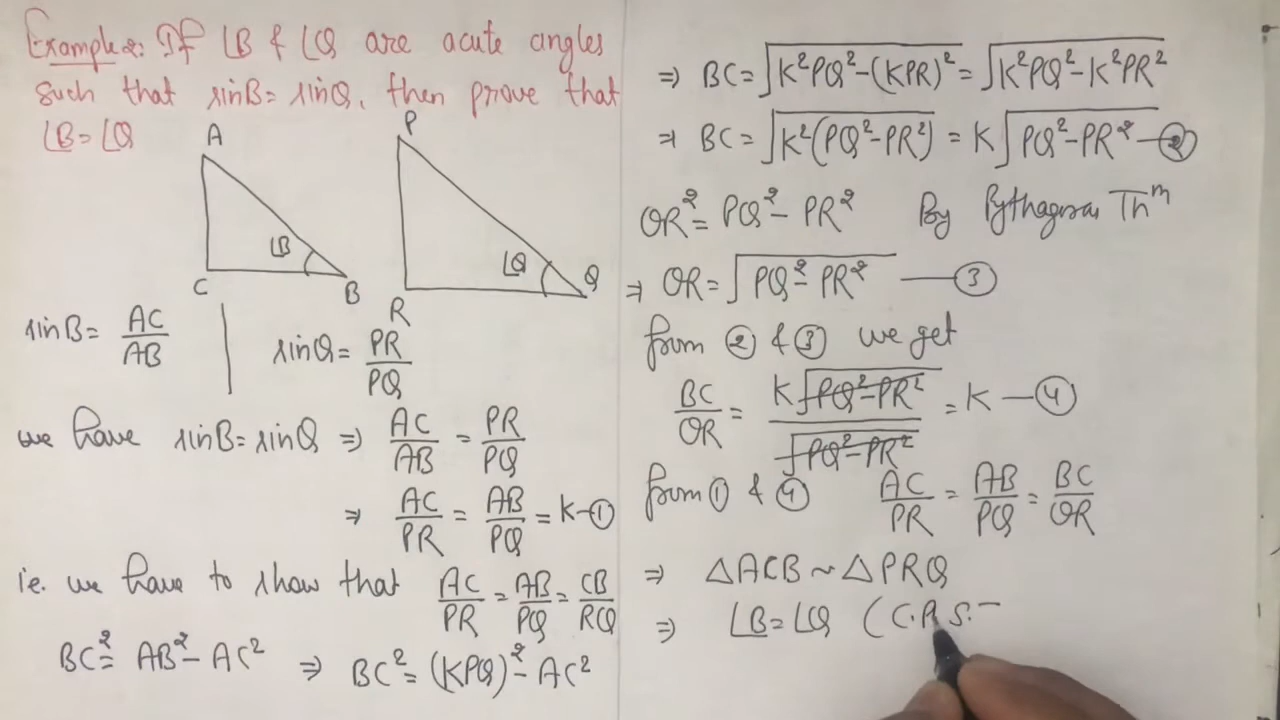 Example 2: If ∠B & ∠Q are acute angles
such that sinB = sinQ, then prove that
∠B = ∠Q
A
P
∠B
∠Q
C
B
R
Q
sinB = AC/AB
sinQ = PR/PQ
we have sinB = sinQ ⇒ AC/AB = PR/PQ
⇒ AC/PR = AB/PQ = K-①
i.e. we have to show that AC/PR = AB/PQ = CB/RQ
BC² = AB² - AC² ⇒ BC² = (KPQ)² - AC²
⇒ BC = √K²PQ² - (KPR)² = √K²PQ² - K²PR²
⇒ BC = √K²(PQ² - PR²) = K√PQ² - PR² — ②
QR² = PQ² - PR² By Pythagoras Thᵐ
⇒ QR = √PQ² - PR² — ③
from ② & ③ we get
BC/QR = K√PQ² - PR²/√PQ² - PR² = K — ④
from ① & ④ AC/PR = AB/PQ = BC/QR
⇒ △ACB ~ △PRQ
⇒ ∠B = ∠Q (C.P.S.T